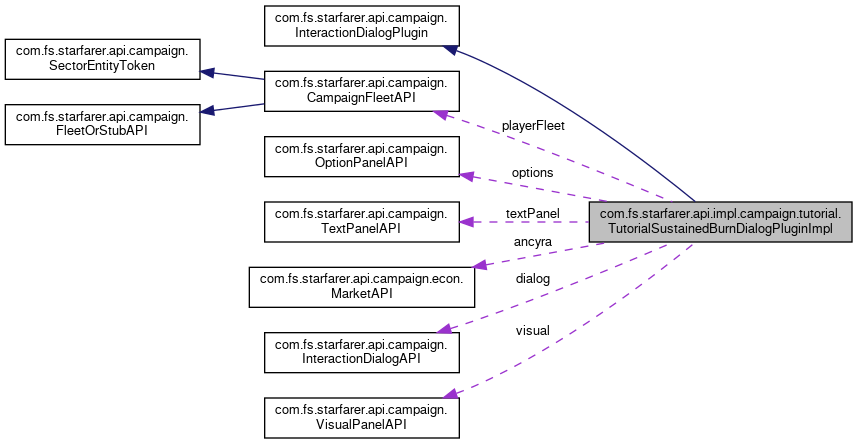 com.fs.starfarer.api.campaign.
InteractionDialogPlugin
com.fs.starfarer.api.campaign.
SectorEntityToken
com.fs.starfarer.api.campaign.
CampaignFleetAPI
com.fs.starfarer.api.campaign.
FleetOrStubAPI
playerFleet
com.fs.starfarer.api.campaign.
OptionPanelAPI
options
com.fs.starfarer.api.campaign.
TextPanelAPI
textPanel
com.fs.starfarer.api.impl.campaign.tutorial.
TutorialSustainedBurnDialogPluginImpl
ancyra
com.fs.starfarer.api.campaign.econ.
MarketAPI
dialog
com.fs.starfarer.api.campaign.
InteractionDialogAPI
visual
com.fs.starfarer.api.campaign.
VisualPanelAPI